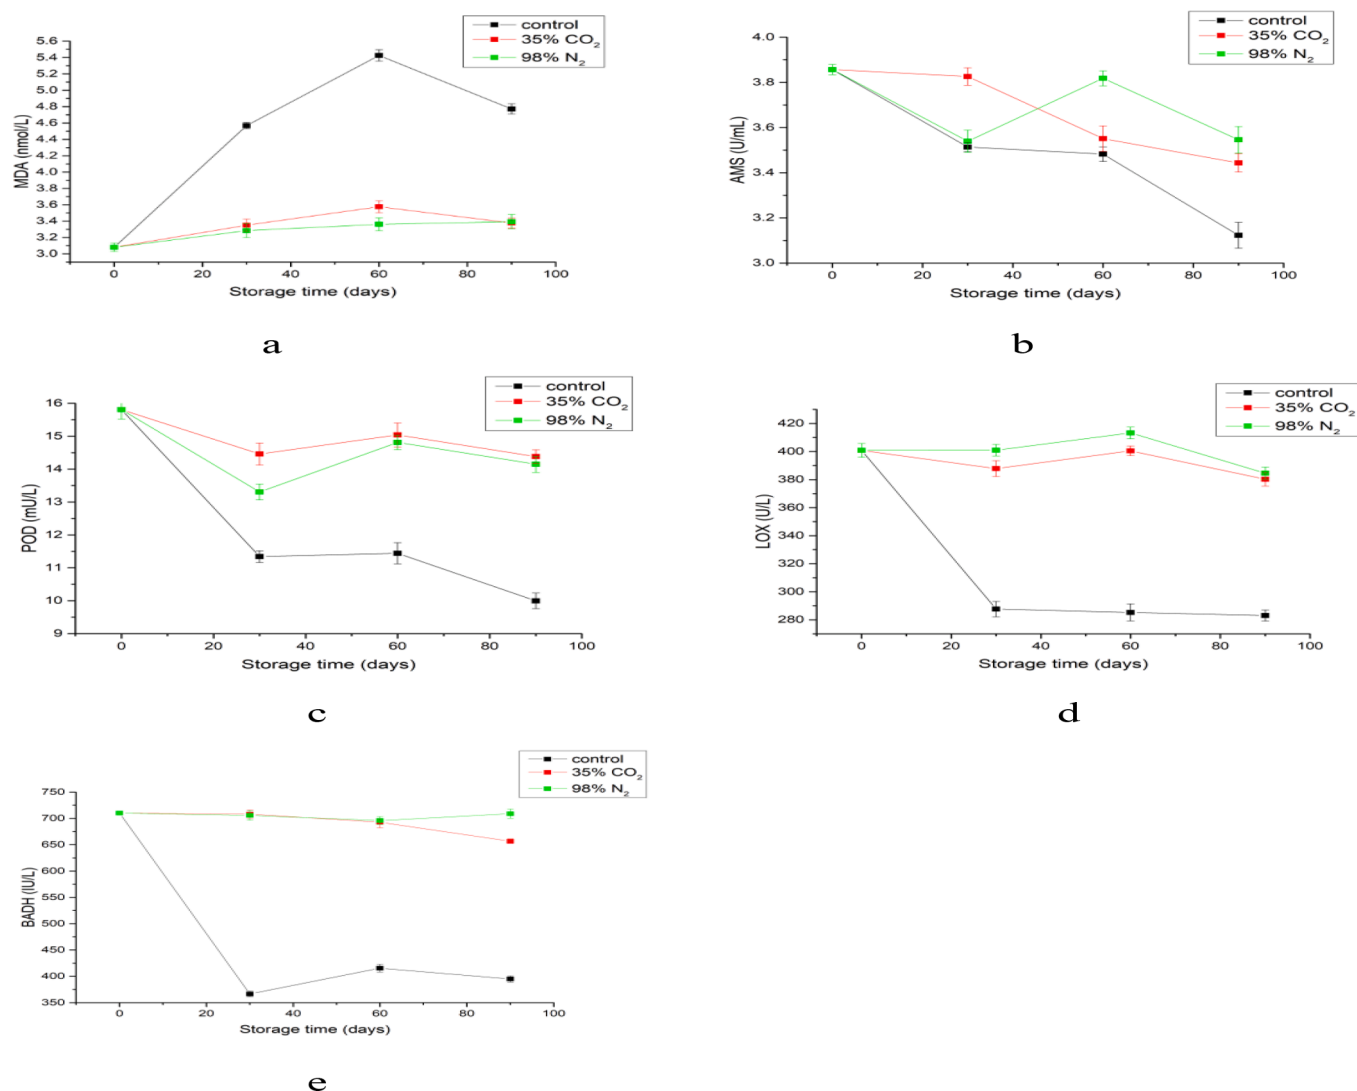 control
35% CO₂
98% N₂
5.6
5.4
5.2
5.0
4.8
4.6
4.4
4.2
4.0
3.8
3.6
3.4
3.2
3.0
MDA (nmol/L)
0 20 40 60 80 100
Storage time (days)
a
control
35% CO₂
98% N₂
4.0
3.8
3.6
3.4
3.2
3.0
AMS (U/mL)
0 20 40 60 80 100
Storage time (days)
b
control
35% CO₂
98% N₂
16
15
14
13
12
11
10
9
POD (mU/L)
0 20 40 60 80 100
Storage time (days)
c
control
35% CO₂
98% N₂
420
400
380
360
340
320
300
280
LOX (U/L)
0 20 40 60 80 100
Storage time (days)
d
control
35% CO₂
98% N₂
750
700
650
600
550
500
450
400
350
BADH (IU/L)
0 20 40 60 80 100
Storage time (days)
e